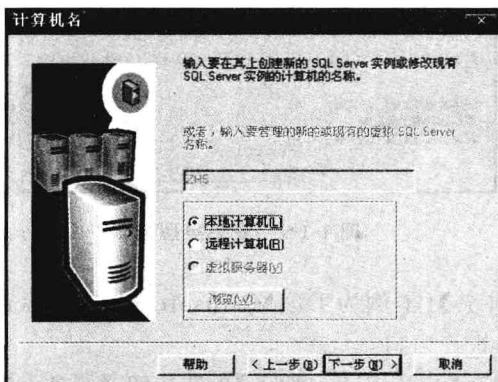 计算机名
输入要在其上创建新的 SQL Server 实例或修改现有
SQL Server 实例的计算机的名称。
或者，输入要管理的新的或现有的虚拟 SQL Server
名称。
本地计算机(L)
远程计算机(R)
虚拟服务器(V)
浏览(W)...
帮助
< 上一步(B)
下一步(N) >
取消